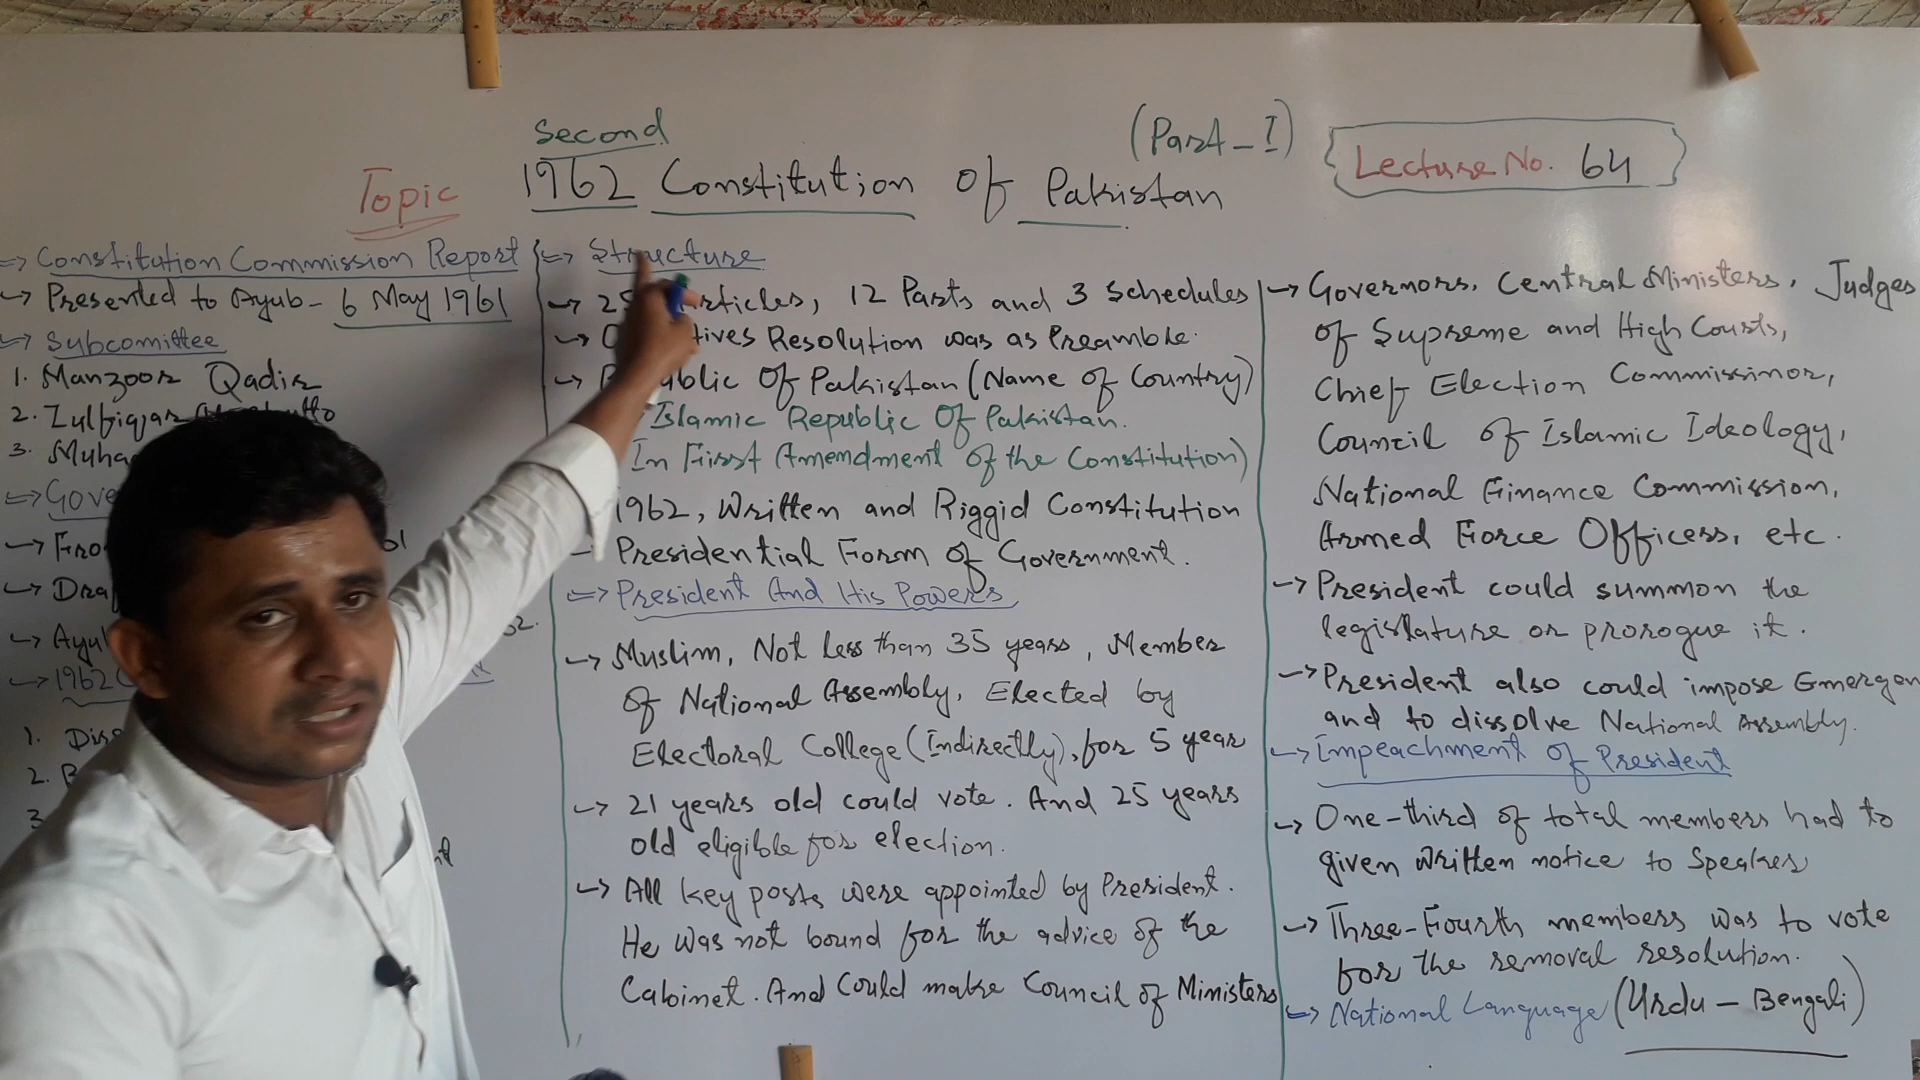 Second
(Part-I)
Topic
1962 Constitution Of Pakistan
Lecture No. 64
=> Constitution Commission Report
-> Presented to Ayub - 6 May 1961
-> Subcomittee
1. Manzoor Qadir
2. Zulfiqar
3.
=>
->
->
-> Ayub
-> 1962
1.
2.
3
=> Structure
-> Articles, 12 Parts and 3 Schedules
-> Resolution was as Preamble.
-> Of Pakistan (Name of Country)
Islamic Republic Of Pakistan.
In First Amendment of the Constitution)
1962, Written and Riggid Constitution
- Presidential Form of Government.
=> President And His Powers
-> Muslim, Not less than 35 years, Member
of National Assembly, Elected by
Electoral College (Indirectly), for 5 year
-> 21 years old could vote. And 25 years
old eligible for election.
-> All key posts were appointed by President.
He was not bound for the advice of the
Cabinet. And Could make Council of Ministers
-> Governors, Central Ministers, Judges
of Supreme and High Courts,
Chief Election Commissinor,
Council of Islamic Ideology,
National Finance Commission,
Armed Force Officers, etc.
-> President could summon the
legislature or prorogue it.
-> President also could impose Emergen
and to dissolve National Assembly.
-> Impeachment of President
-> One-third of total members had to
given written notice to Speaker
-> Three-Fourth members was to vote
for the removal resolution.
=> National Language (Urdu - Bengali)